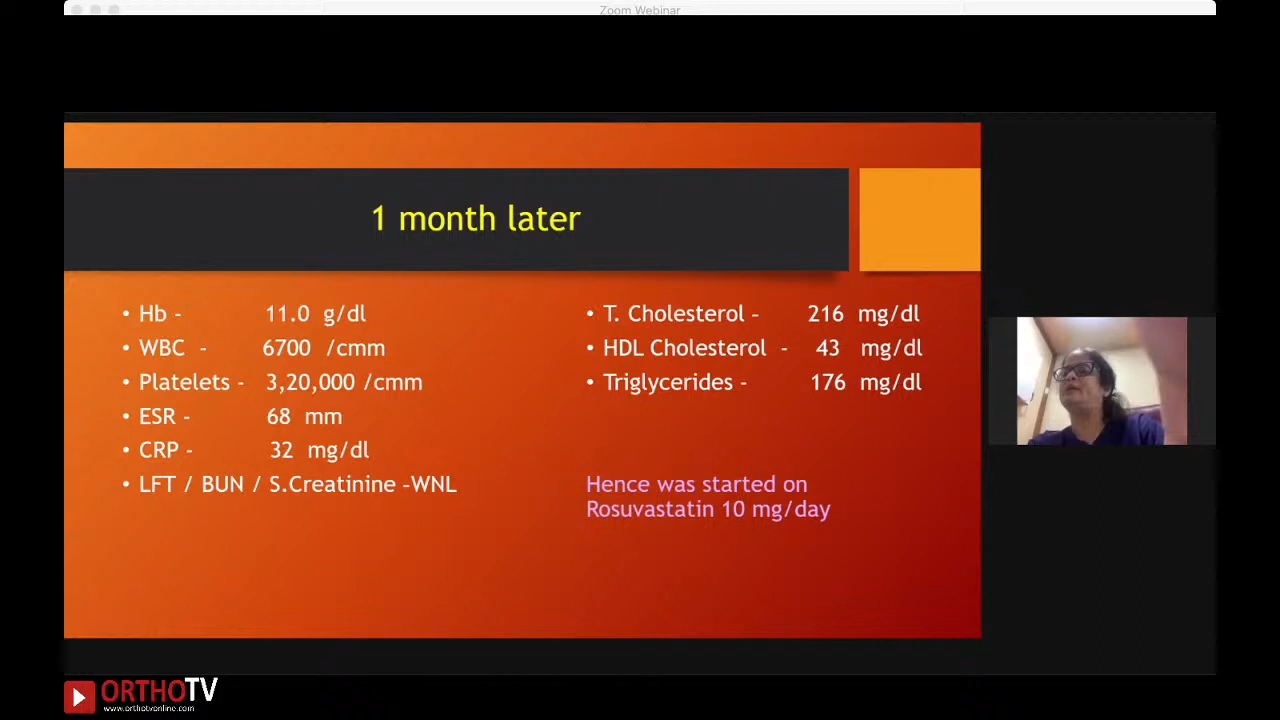 Zoom Webinar
1 month later
• Hb - 11.0 g/dl
• WBC - 6700 /cmm
• Platelets - 3,20,000 /cmm
• ESR - 68 mm
• CRP - 32 mg/dl
• LFT / BUN / S.Creatinine -WNL
• T. Cholesterol - 216 mg/dl
• HDL Cholesterol - 43 mg/dl
• Triglycerides - 176 mg/dl
Hence was started on
Rosuvastatin 10 mg/day
ORTHOTV
www.orthotvonline.com